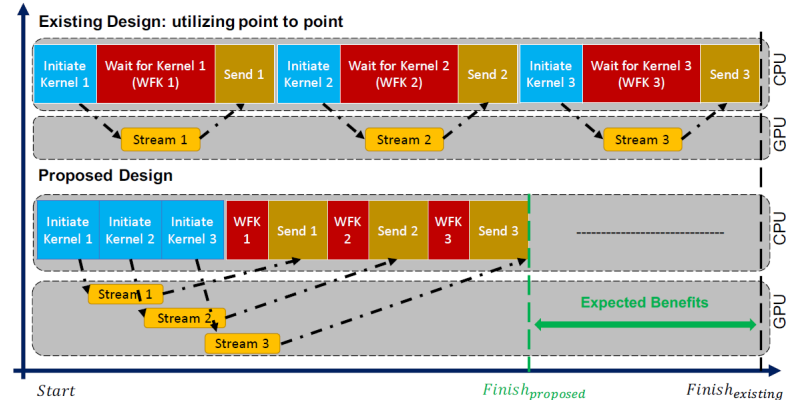 Existing Design: utilizing point to point
Initiate
Kernel 1
Wait for Kernel 1
(WFK 1)
Send 1
Initiate
Kernel 2
Wait for Kernel 2
(WFK 2)
Send 2
Initiate
Kernel 3
Wait for Kernel 3
(WFK 3)
Send 3
CPU
Stream 1
Stream 2
Stream 3
GPU
Proposed Design
Initiate
Kernel 1
Initiate
Kernel 2
Initiate
Kernel 3
WFK
1
Send 1
WFK
2
Send 2
WFK
3
Send 3
CPU
Stream 1
Stream 2
Stream 3
Expected Benefits
GPU
Start
Finish_proposed
Finish_existing